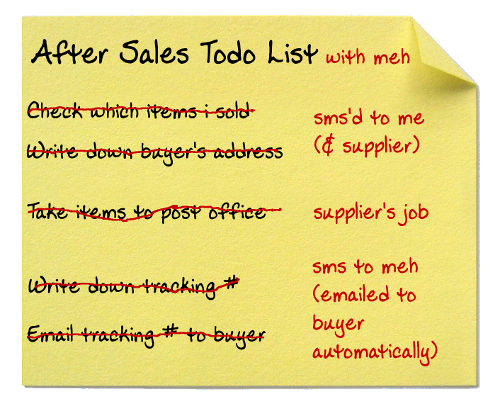 After Sales Todo List with meh
Check which items i sold
Write down buyer's address
sms'd to me
(& supplier)
Take items to post office
supplier's job
Write down tracking #
Email tracking # to buyer
sms to meh
(emailed to
buyer
automatically)